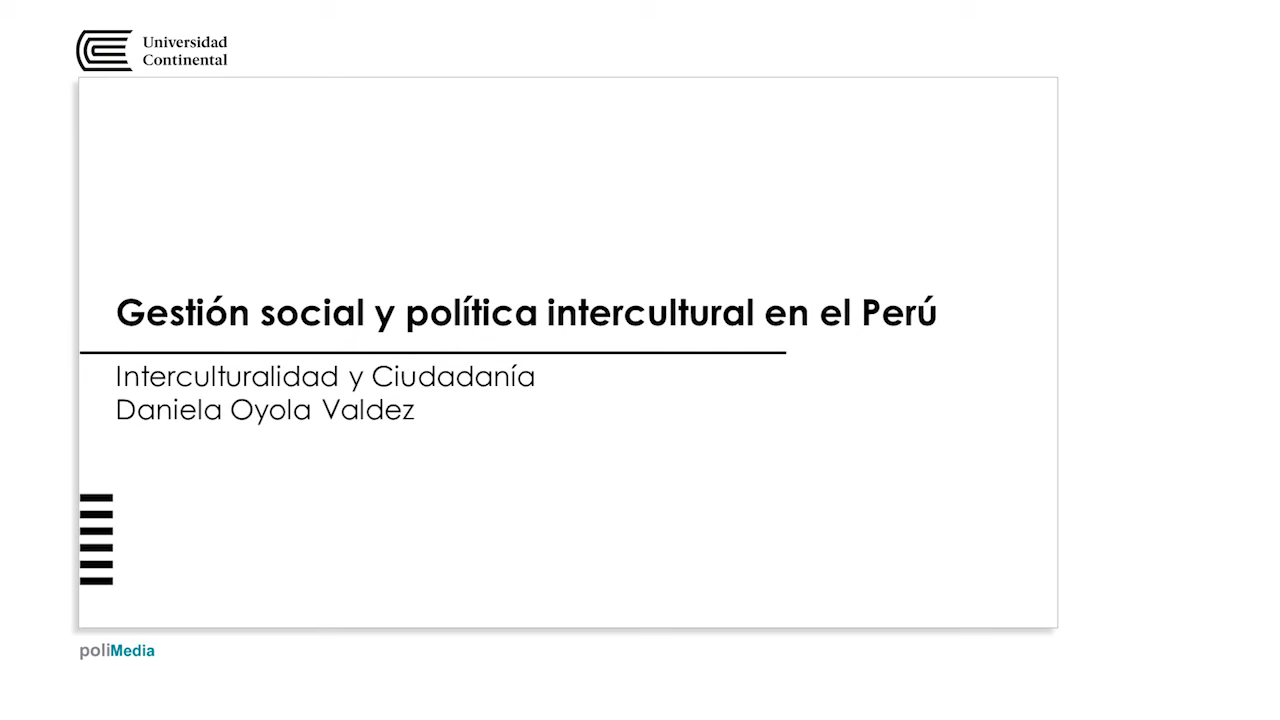 Universidad
Continental
Gestión social y política intercultural en el Perú
Interculturalidad y Ciudadanía
Daniela Oyola Valdez
poliMedia